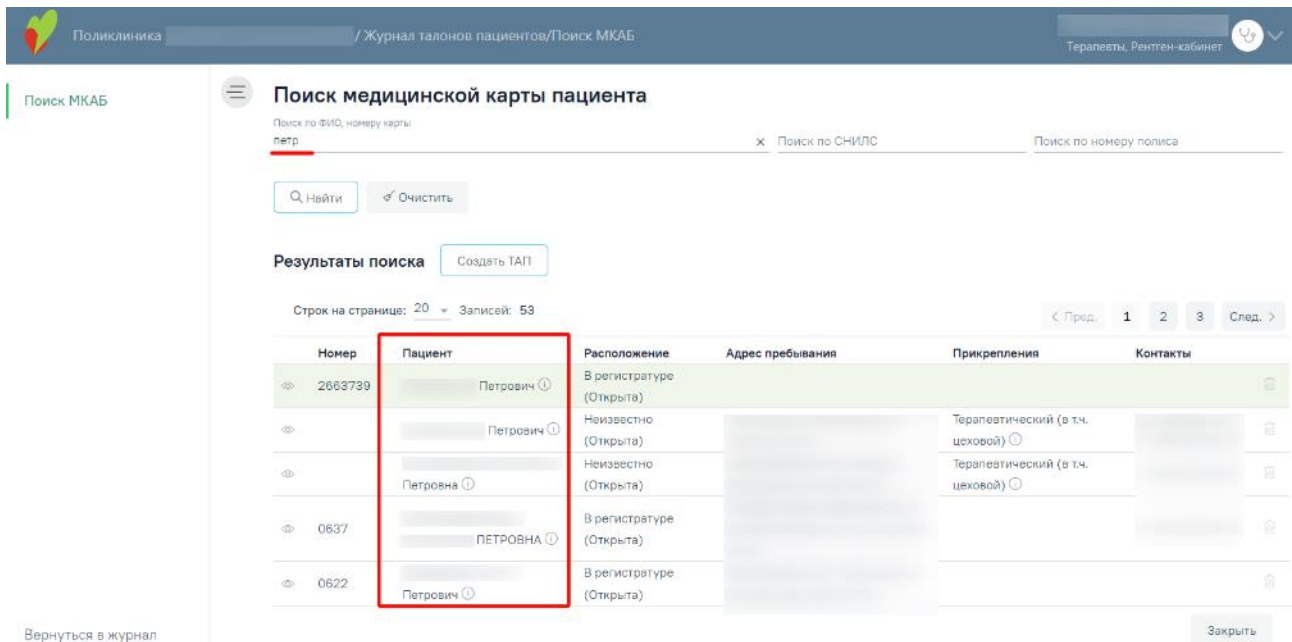 Поликлиника / Журнал талонов пациентов/Поиск МКАБ
Терапевты, Рентген-кабинет
Поиск МКАБ
Поиск медицинской карты пациента
Поиск по ФИО, номеру карты
петр
× Поиск по СНИЛС
Поиск по номеру полиса
Найти
Очистить
Результаты поиска
Создать ТАП
Строк на странице: 20 Записей: 53
< Пред. 1 2 3 След. >
Номер Пациент Расположение Адрес пребывания Прикрепления Контакты
2663739 Петрович В регистратуре
(Открыта)
Петрович Неизвестно Терапевтический (в т.ч.
(Открыта) цеховой)
Неизвестно Терапевтический (в т.ч.
Петровна (Открыта) цеховой)
0637 В регистратуре
ПЕТРОВНА (Открыта)
0622 В регистратуре
Петрович (Открыта)
Закрыть
Вернуться в журнал